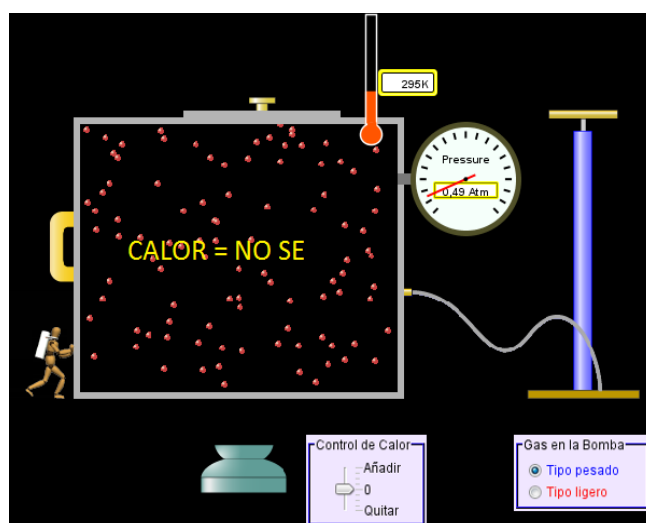 295K
Pressure
0,49 Atm
CALOR = NO SE
Control de Calor
Añadir
0
Quitar
Gas en la Bomba
Tipo pesado
Tipo ligero